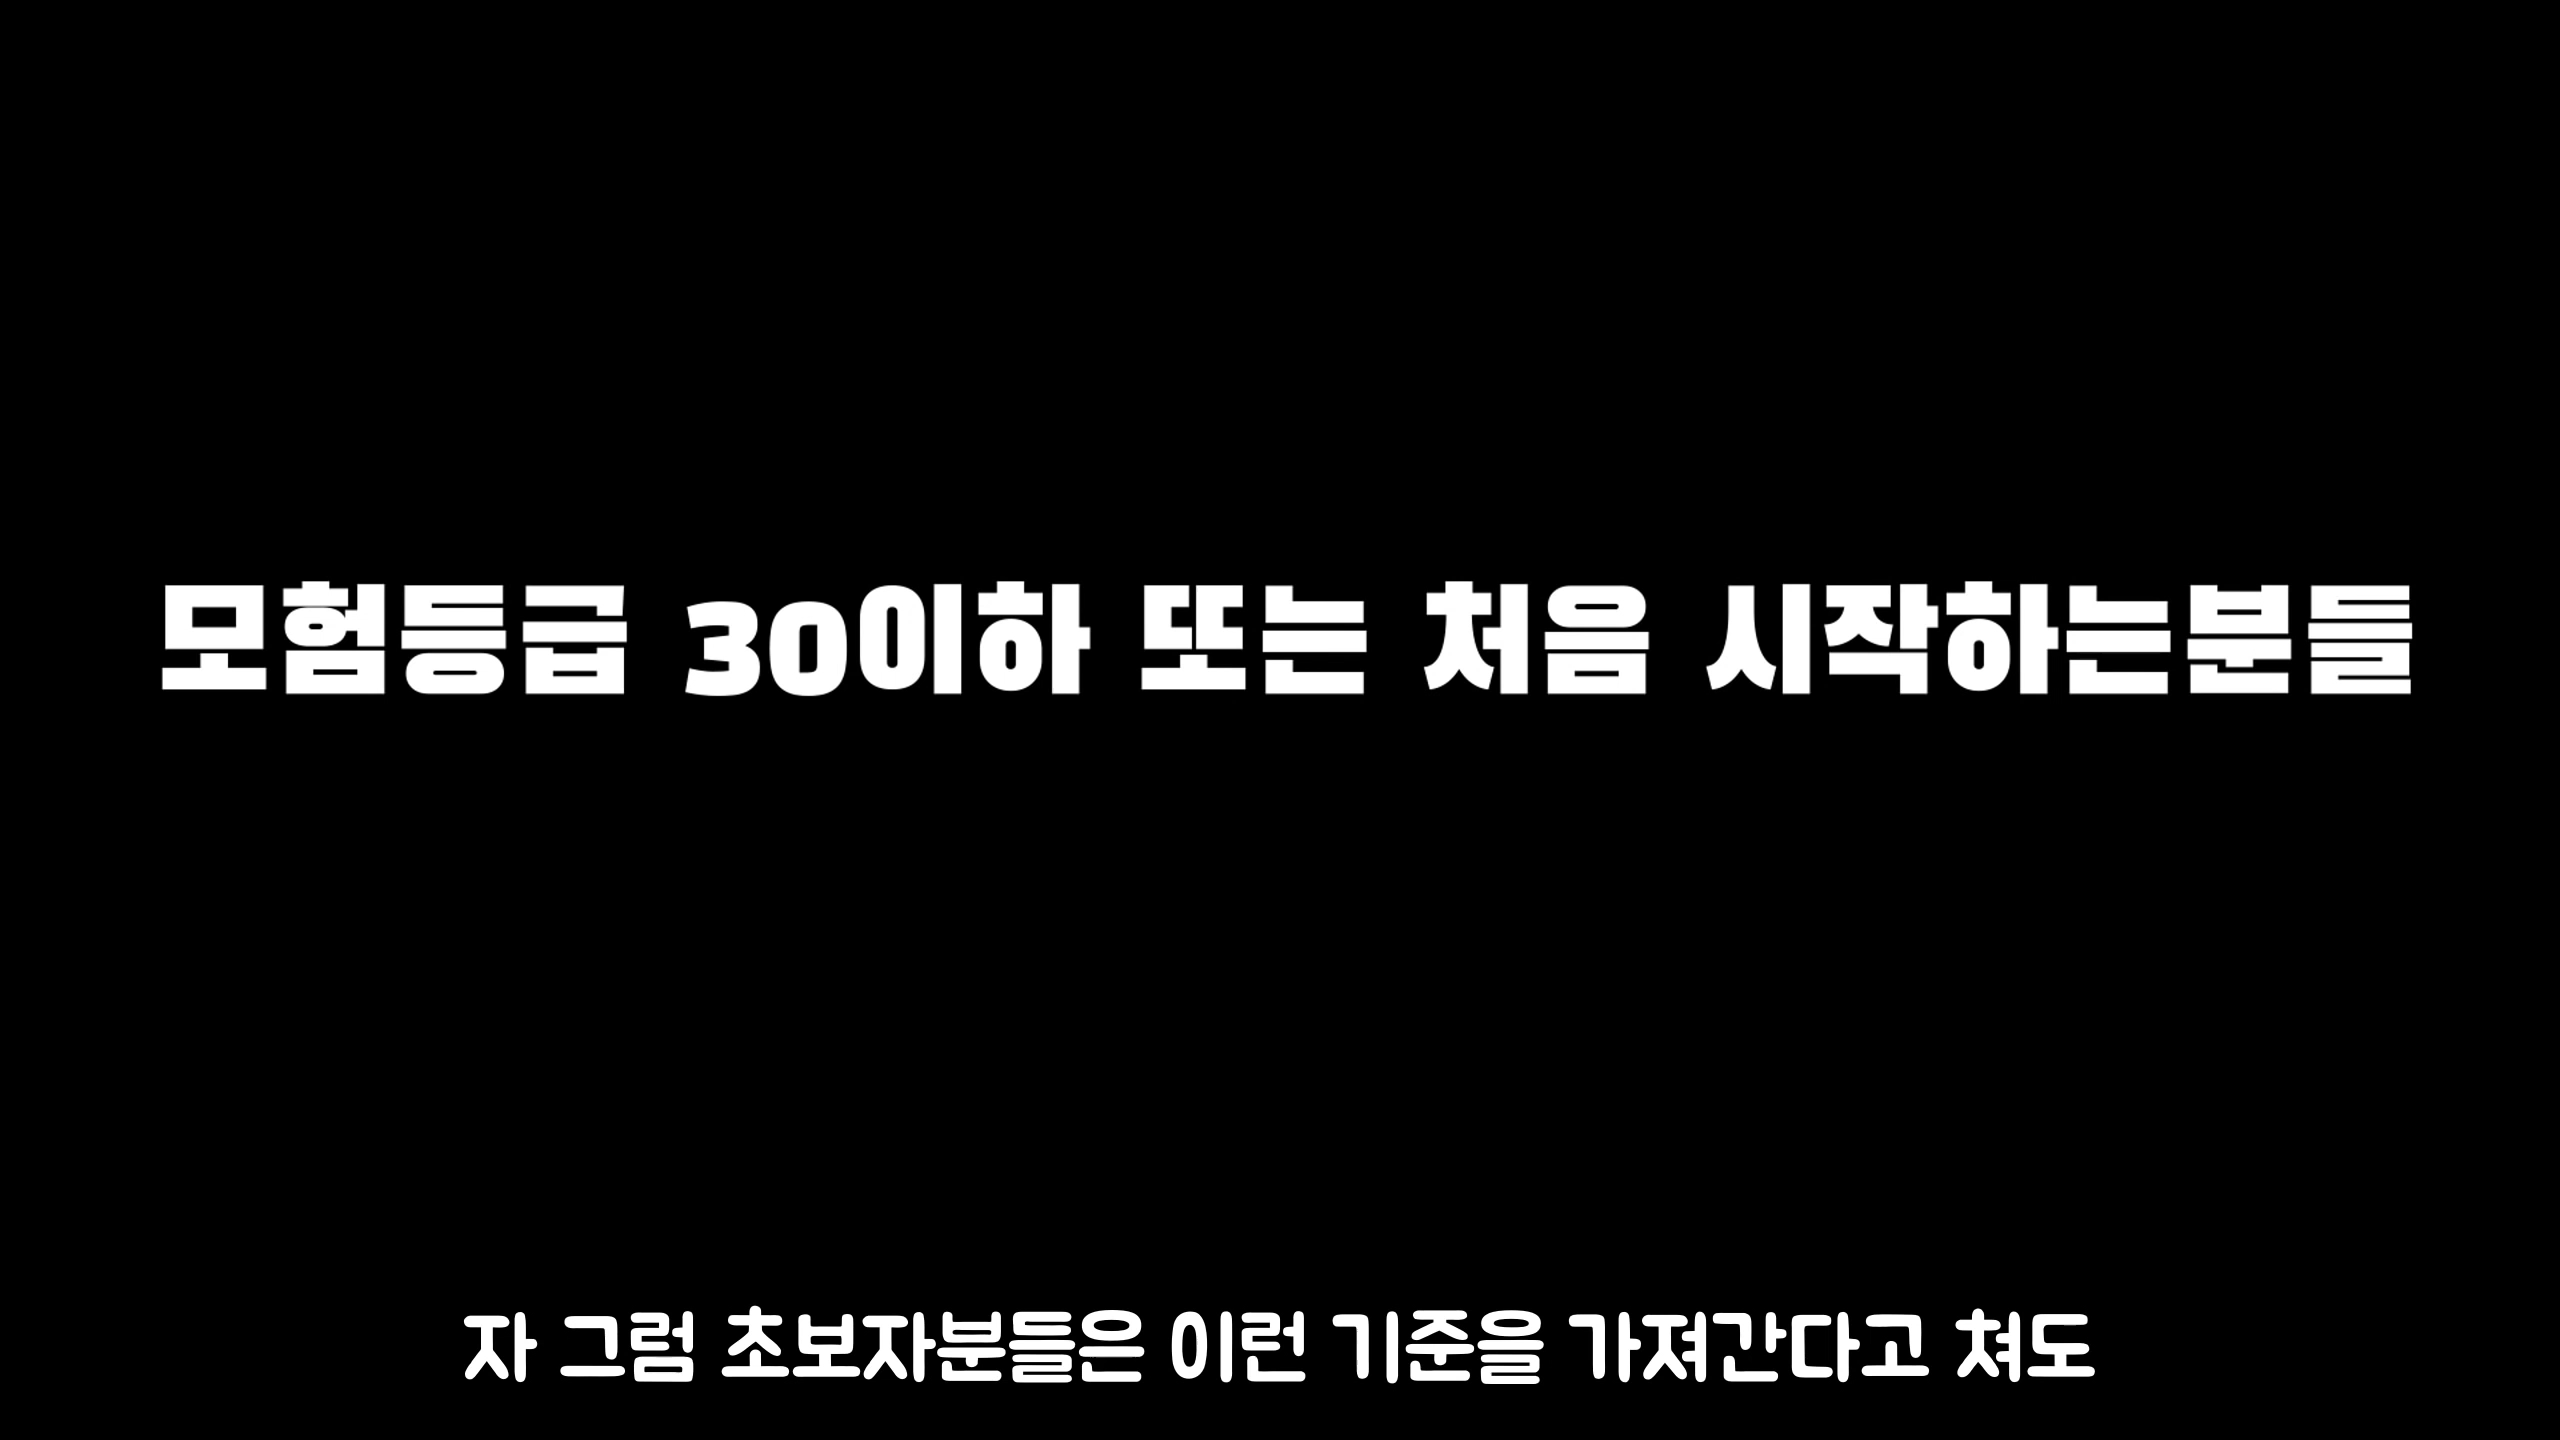 모험등급 30이하 또는 처음 시작하는분들
자 그럼 초보자분들은 이런 기준을 가져간다고 쳐도